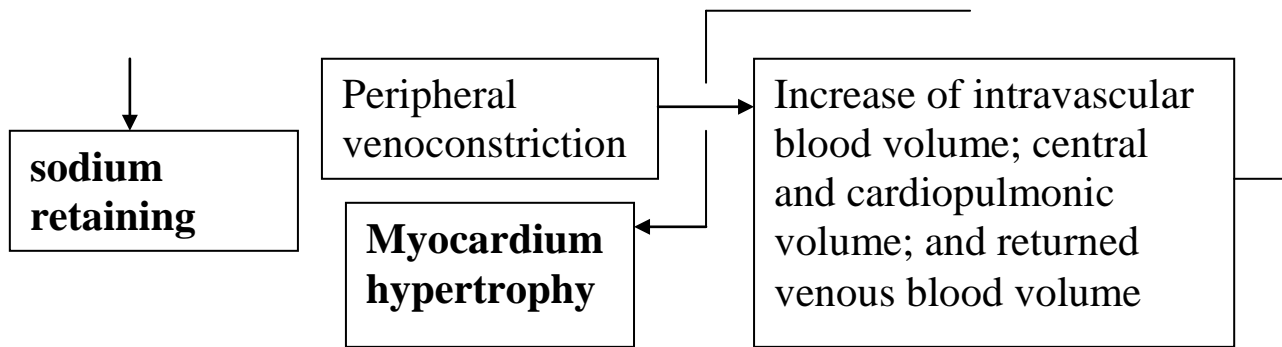 sodium
retaining
Peripheral
venoconstriction
Myocardium
hypertrophy
Increase of intravascular
blood volume; central
and cardiopulmonic
volume; and returned
venous blood volume